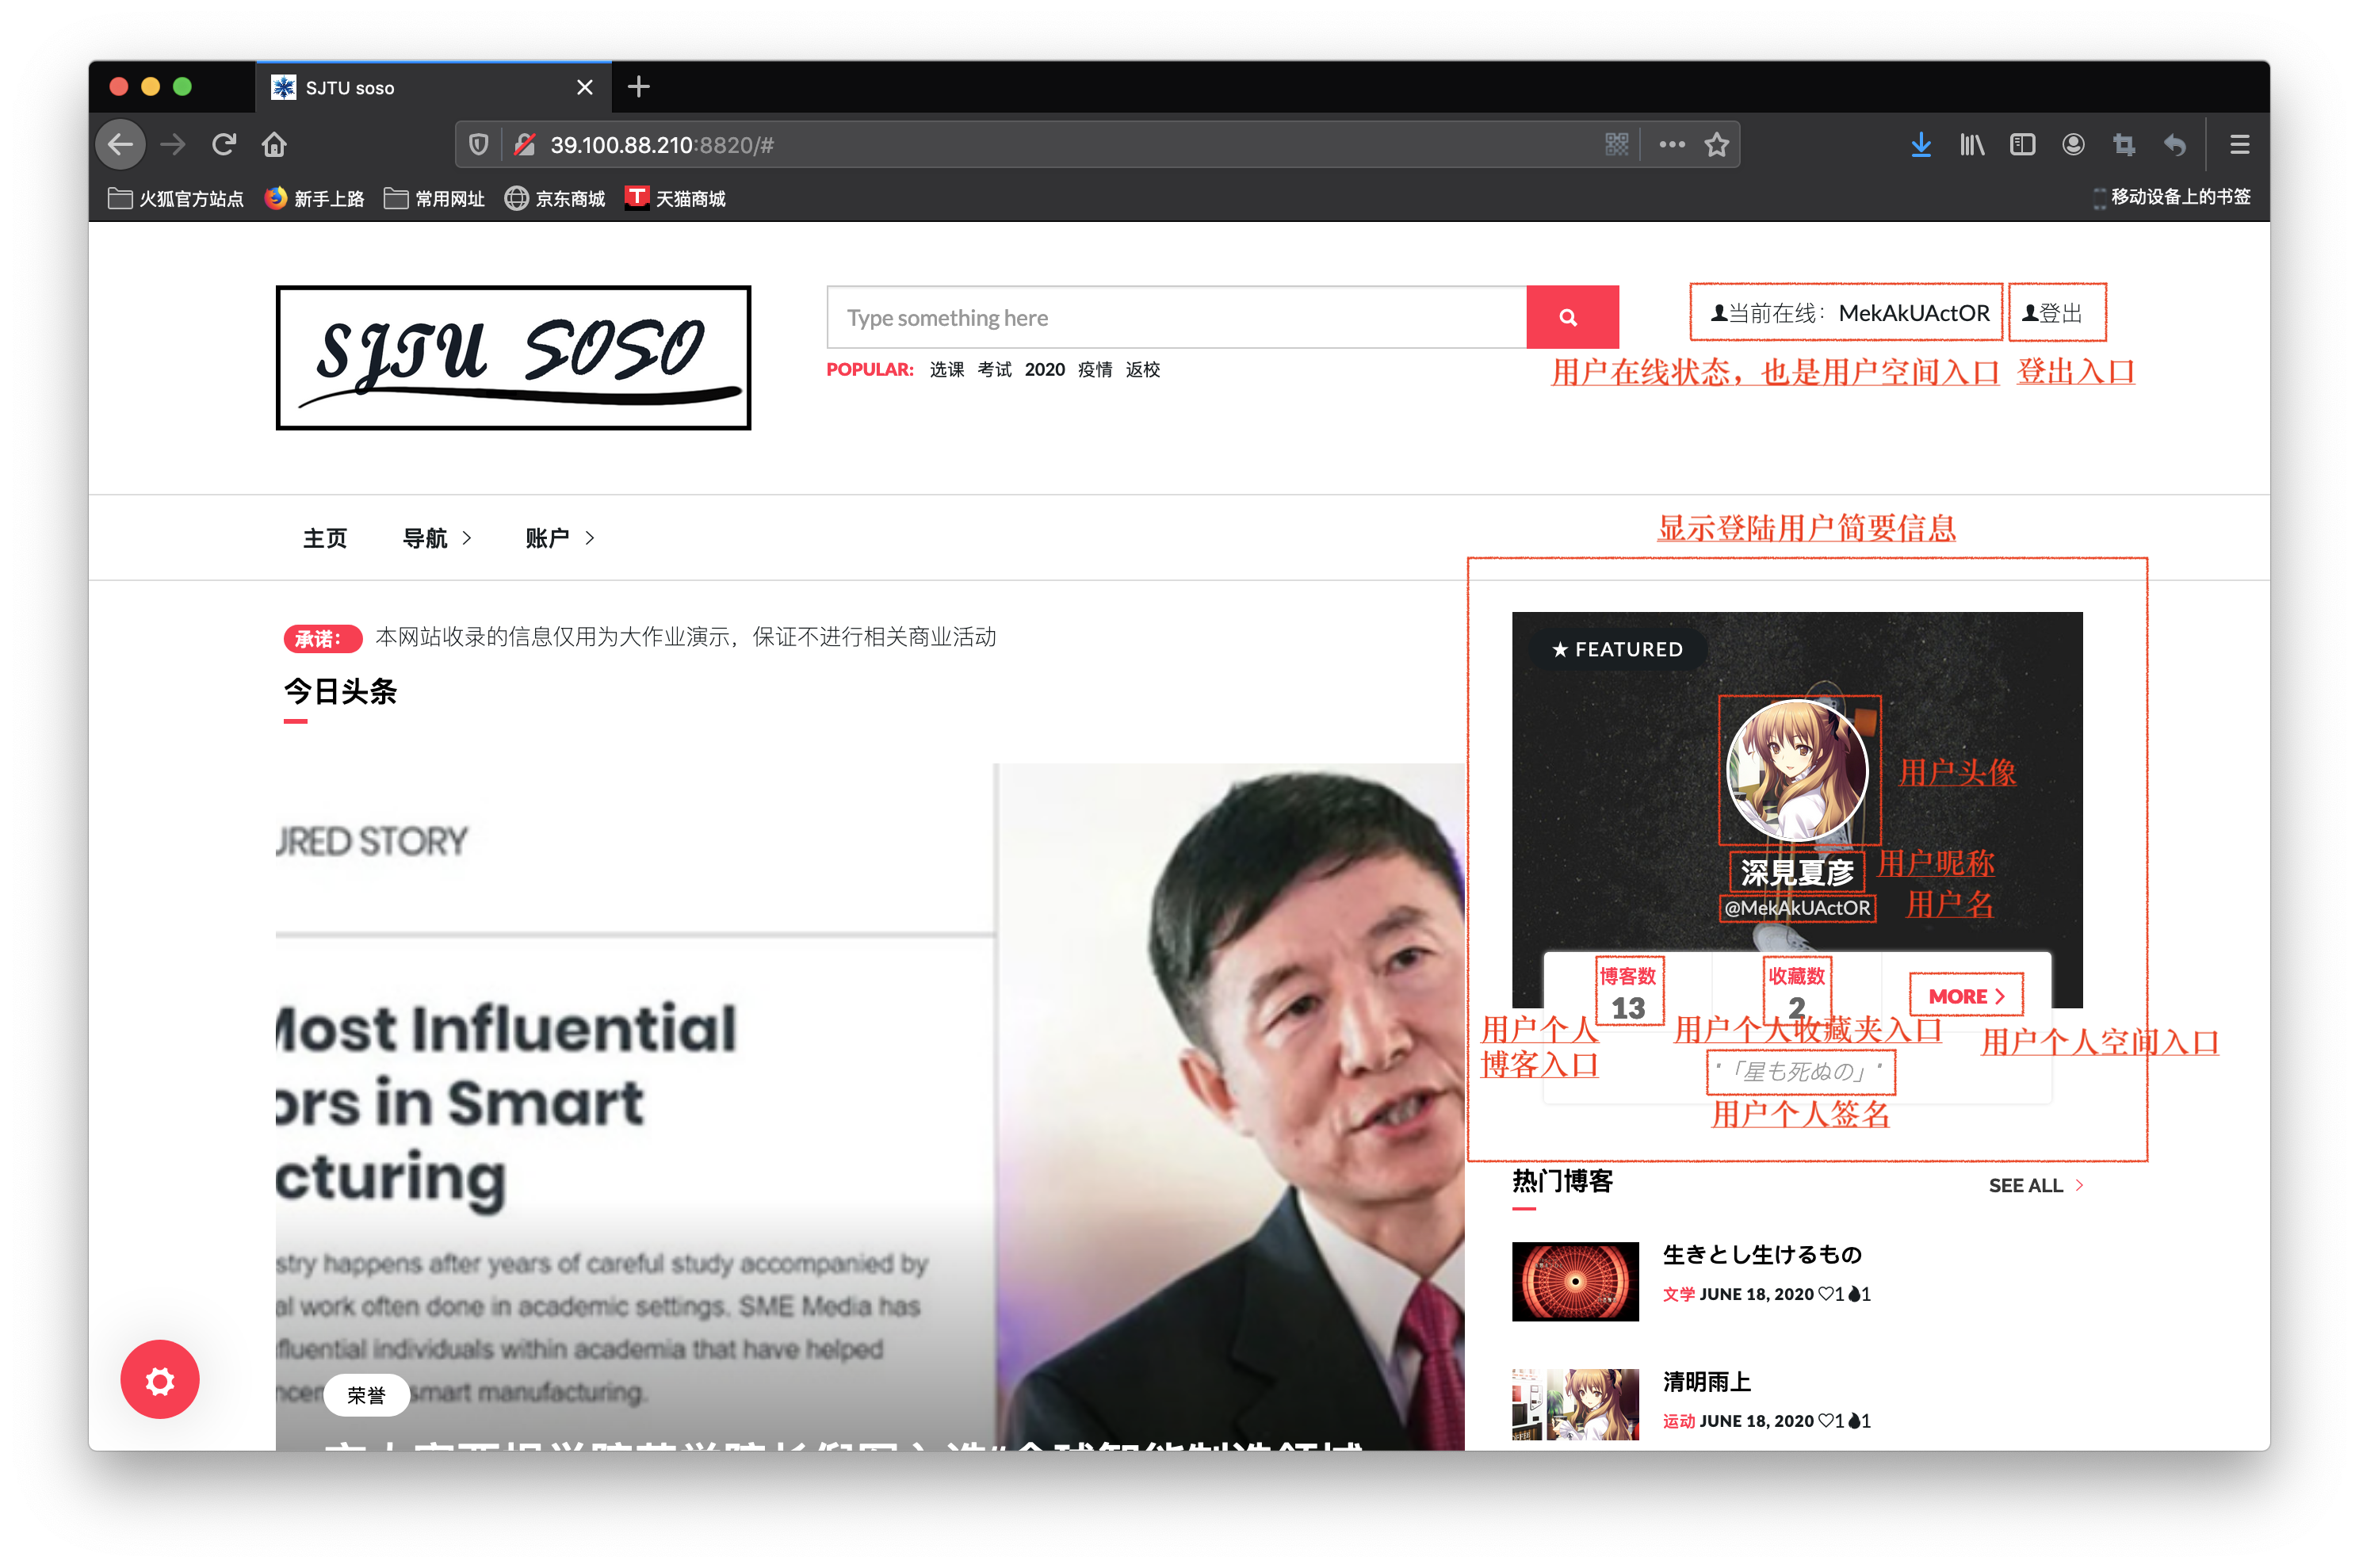 SJTU soso
39.100.88.210:8820/#
火狐官方站点 新手上路 常用网址 京东商城 天猫商城 移动设备上的书签
SJTU SOSO
Type something here
当前在线： MekAkUActOR 登出
POPULAR: 选课 考试 2020 疫情 返校
用户在线状态，也是用户空间入口 登出入口
主页 导航 账户
显示登陆用户简要信息
承诺： 本网站收录的信息仅用为大作业演示，保证不进行相关商业活动
今日头条
URED STORY
Most Influential
ors in Smart
cturing
stry happens after years of careful study accompanied by
al work often done in academic settings. SME Media has
fluential individuals within academia that have helped
smart manufacturing.
荣誉
★ FEATURED
用户头像
深見夏彦 用户昵称
@MekAkUActOR 用户名
博客数 收藏数 MORE
13 2
用户个人
博客入口
用户个人收藏夹入口
用户个人空间入口
"「星も死ぬの」"
用户个人签名
热门博客 SEE ALL
生きとし生けるもの
文学 JUNE 18, 2020 1 1
清明雨上
运动 JUNE 18, 2020 1 1